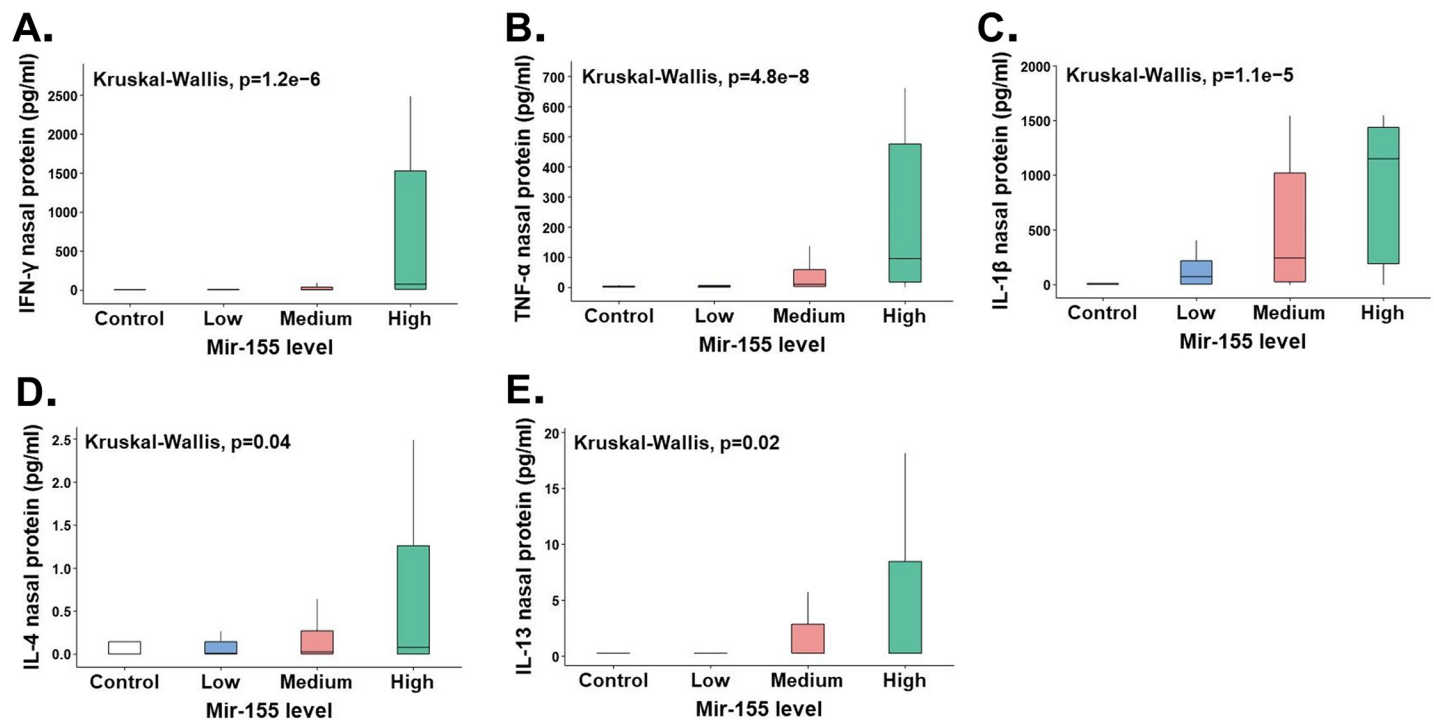 A.
Kruskal-Wallis, p=1.2e−6
IFN-γ nasal protein (pg/ml)
2500
2000
1500
1000
500
0
Control Low Medium High
Mir-155 level
B.
Kruskal-Wallis, p=4.8e−8
TNF-α nasal protein (pg/ml)
700
600
500
400
300
200
100
0
Control Low Medium High
Mir-155 level
C.
Kruskal-Wallis, p=1.1e−5
IL-1β nasal protein (pg/ml)
2000
1500
1000
500
0
Control Low Medium High
Mir-155 level
D.
Kruskal-Wallis, p=0.04
IL-4 nasal protein (pg/ml)
2.5
2.0
1.5
1.0
0.5
0.0
Control Low Medium High
Mir-155 level
E.
Kruskal-Wallis, p=0.02
IL-13 nasal protein (pg/ml)
20
15
10
5
0
Control Low Medium High
Mir-155 level